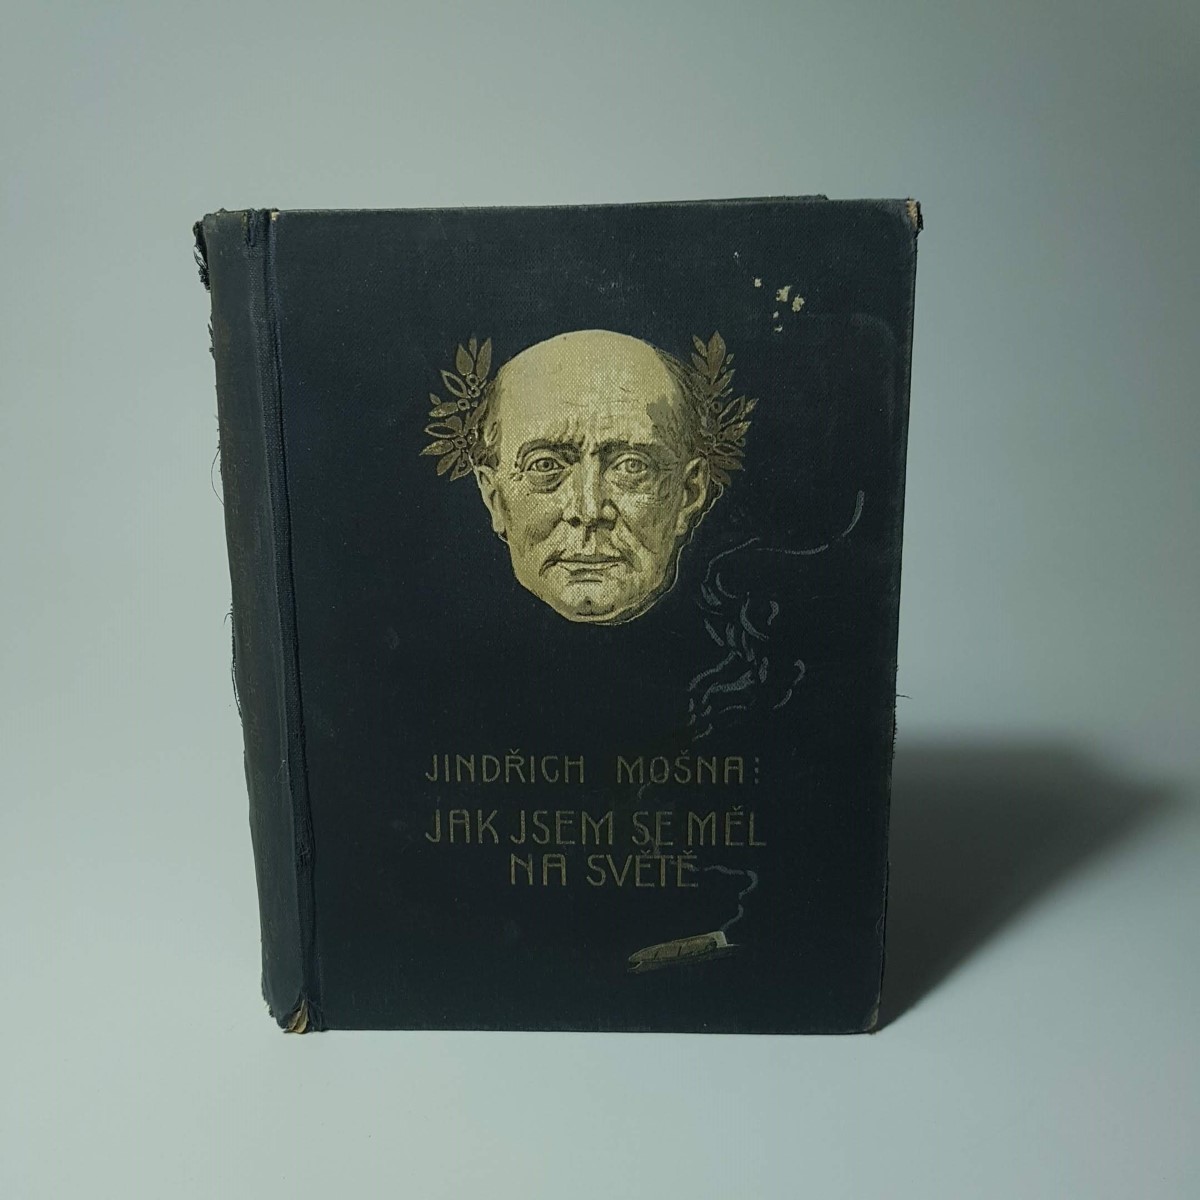 JINDŘICH MOŠNA:
JAK JSEM SE MĚL
NA SVĚTĚ